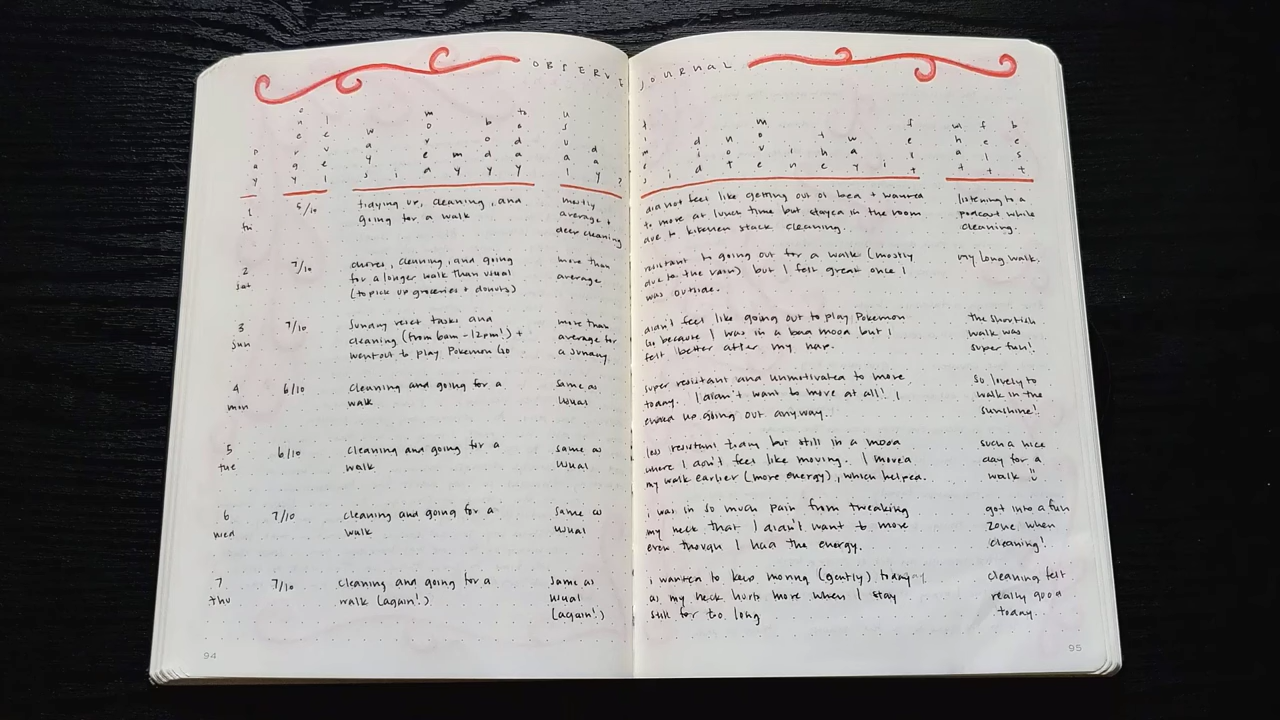 OBSERVE JOURNAL
day
energy level
ways i move my body today
usual day?
what felt best
1
fri
6/10
tidying up, cleaning, and
going for a walk
mostly
average,
deep cleaning
did not feel like getting out of bed + wanted
to move at lunch time but stayed in the room
due to kitchen stack cleaning.
listening to a
podcast while
cleaning.
2
sat
7/10
chores, cleaning, and going
for a longer walk than usual
(to pick up groceries + donuts)
more than
average
resistant to going out for a walk (mostly
due to the rain) but I felt great once I
was outside.
my long walk.
3
sun
7/10
Sunday reset tasks and
cleaning (from 6am - 12pm!) +
went out to play Pokemon Go
more than
average for
a Sunday
didn't feel like going out to play Pokemon
Go because I was in a bad mood but I
felt better after my nap.
the shortish
walk was
super fun!
4
mon
6/10
cleaning and going for a
walk
same as
usual
super resistant and unmotivated to move
today. I didn't want to move at all! I
ended up going out anyway.
so lovely to
walk in the
sunshine!
5
tue
6/10
cleaning and going for a
walk
same as
usual
less resistant today but still in a mood
where I don't feel like moving. I moved
my walk earlier (more energy), which helped.
such a nice
day for a
walk
6
wed
7/10
cleaning and going for a
walk
same as
usual
i was in so much pain from tweaking
my neck that I didn't want to move
even though I had the energy.
got into a fun
zone when
cleaning!
7
thu
7/10
cleaning and going for a
walk (again!)
same as
usual
(again!)
i wanted to keep moving (gently) today
as my neck hurts more when I stay
still for to long
cleaning felt
really good
today.
94
95